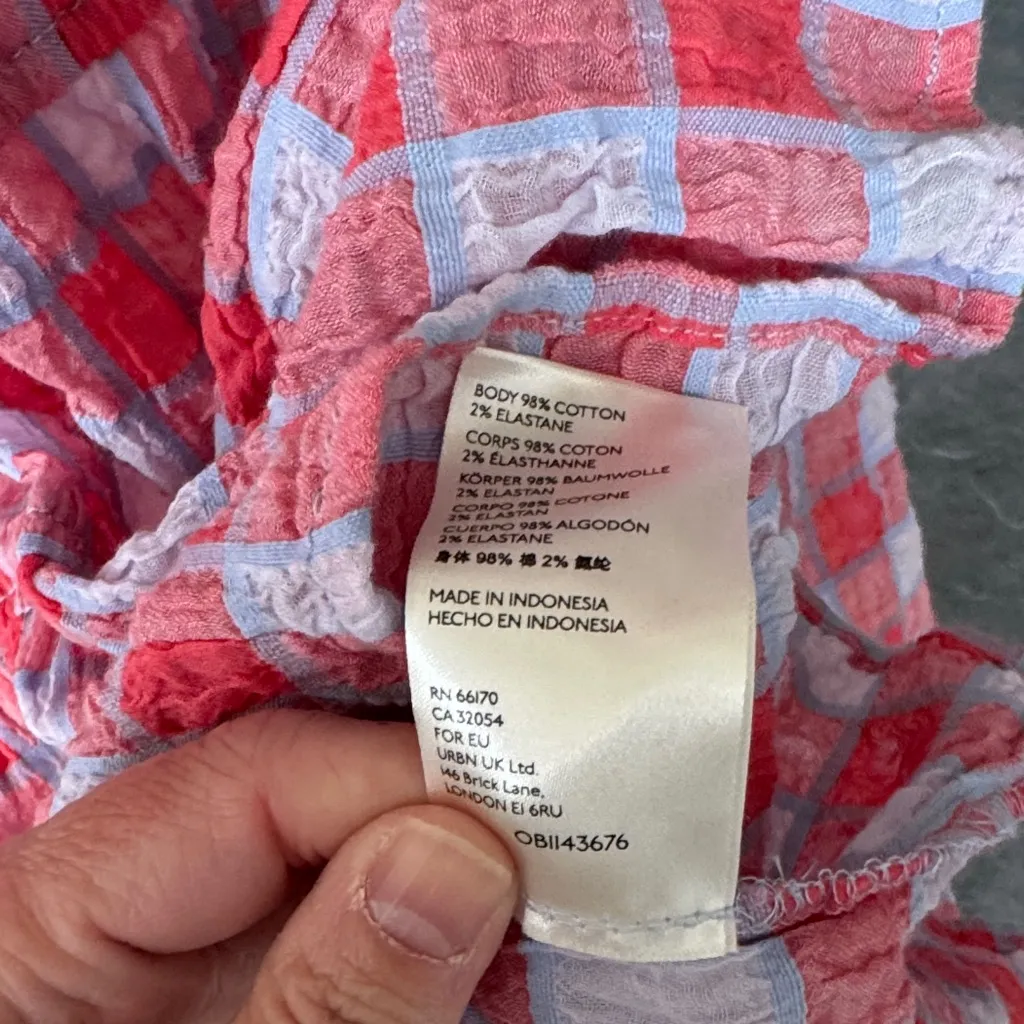 BODY 98% COTTON
2% ELASTANE
CORPS 98% COTON
2% ÉLASTHANNE
KÖRPER 98% BAUMWOLLE
2% ELASTAN
CORPO 98% COTONE
2% ELASTAN
CUERPO 98% ALGODÓN
2% ELASTANE
身体 98% 棉 2% 氨纶
MADE IN INDONESIA
HECHO EN INDONESIA
RN 66170
CA 32054
FOR EU
URBN UK Ltd.
146 Brick Lane,
LONDON E1 6RU
OB1143676